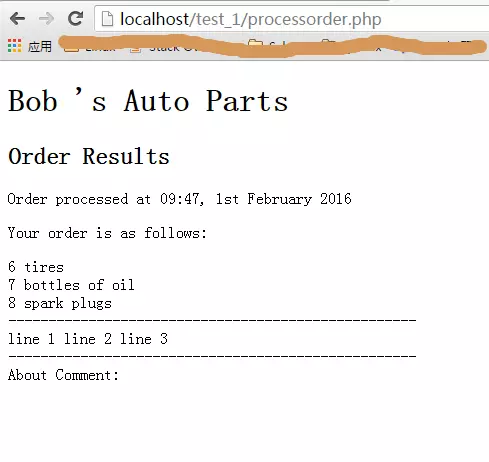 localhost/test_1/processorder.php
应用
Bob 's Auto Parts
Order Results
Order processed at 09:47, 1st February 2016
Your order is as follows:
6 tires
7 bottles of oil
8 spark plugs
---------------------------------------------------
line 1 line 2 line 3
---------------------------------------------------
About Comment: